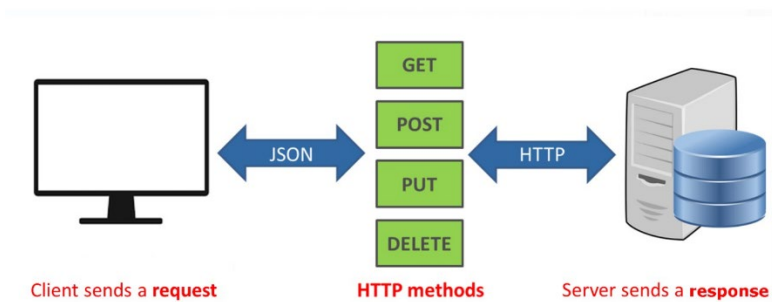 GET
POST
JSON
HTTP
PUT
DELETE
Client sends a request
HTTP methods
Server sends a response